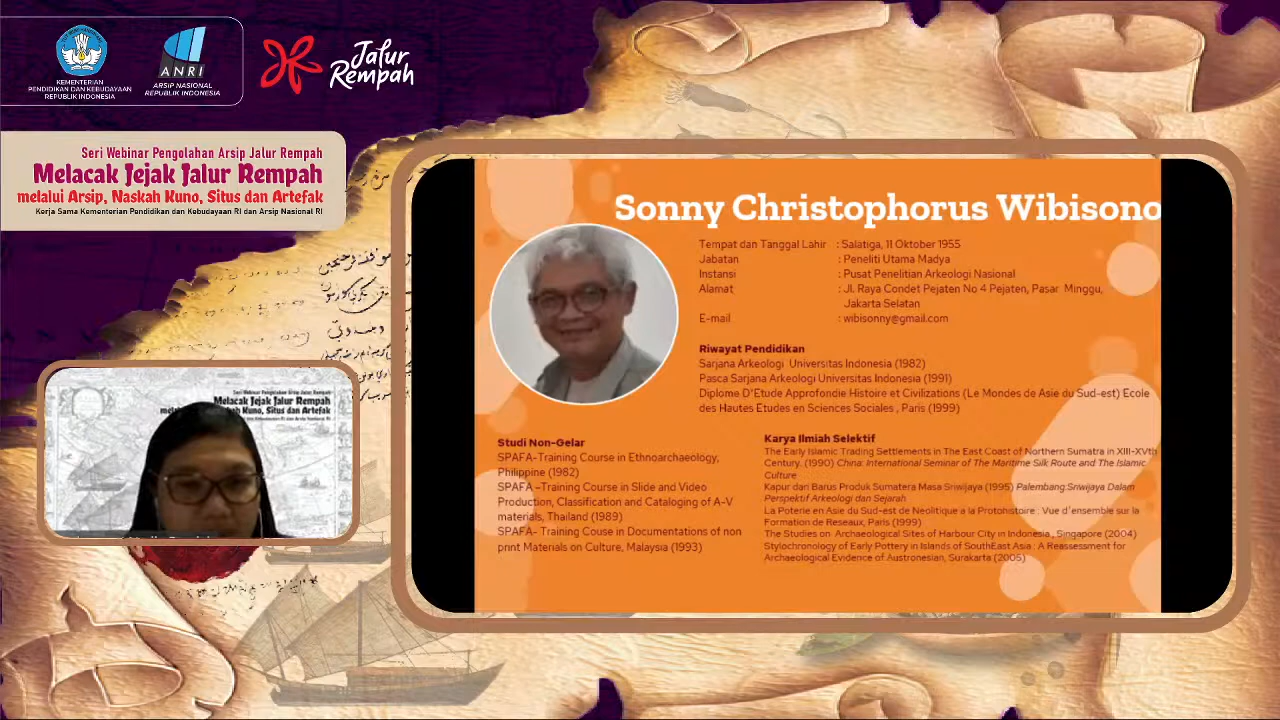 KEMENTERIAN
PENDIDIKAN DAN KEBUDAYAAN
REPUBLIK INDONESIA
ANRI
ARSIP NASIONAL
REPUBLIK INDONESIA
Jalur
Rempah
Seri Webinar Pengolahan Arsip Jalur Rempah
Melacak Jejak Jalur Rempah
melalui Arsip, Naskah Kuno, Situs dan Artefak
Kerja Sama Kementerian Pendidikan dan Kebudayaan RI dan Arsip Nasional RI
Seri Webinar Pengolahan Arsip Jalur Rempah
Melacak Jejak Jalur Rempah
Naskah Kuno, Situs dan Artefak
Sonny Christophorus Wibisono
Tempat dan Tanggal Lahir : Salatiga, 11 Oktober 1955
Jabatan : Peneliti Utama Madya
Instansi : Pusat Penelitian Arkeologi Nasional
Alamat : Jl. Raya Condet Pejaten No 4 Pejaten, Pasar Minggu,
Jakarta Selatan
E-mail : wibisonny@gmail.com
Riwayat Pendidikan
Sarjana Arkeologi Universitas Indonesia (1982)
Pasca Sarjana Arkeologi Universitas Indonesia (1991)
Diplome D'Etude Approfondie Histoire et Civilizations (Le Mondes de Asie du Sud-est) Ecole
des Hautes Etudes en Sciences Sociales , Paris (1999)
Studi Non-Gelar
SPAFA-Training Course in Ethnoarchaeology,
Philippine (1982)
SPAFA –Training Course in Slide and Video
Production, Classification and Cataloging of A-V
materials, Thailand (1989)
SPAFA- Training Couse in Documentations of non
print Materials on Culture, Malaysia (1993)
Karya Ilmiah Selektif
The Early Islamic Trading Settlements in The East Coast of Northern Sumatra in XIII-XVth
Century. (1990) China: International Seminar of The Maritime Silk Route and The Islamic
Culture
Kapur dari Barus Produk Sumatera Masa Sriwijaya (1995) Palembang:Sriwijaya Dalam
Perspektif Arkeologi dan Sejarah
La Poterie en Asie du Sud-est de Neolitique a la Protohistoire : Vue d'ensemble sur la
Formation de Reseaux, Paris (1999)
The Studies on Archaeological Sites of Harbour City in Indonesia , Singapore (2004)
Stylochronology of Early Pottery in Islands of SouthEast Asia : A Reassessment for
Archaeological Evidence of Austronesian, Surakarta (2005)